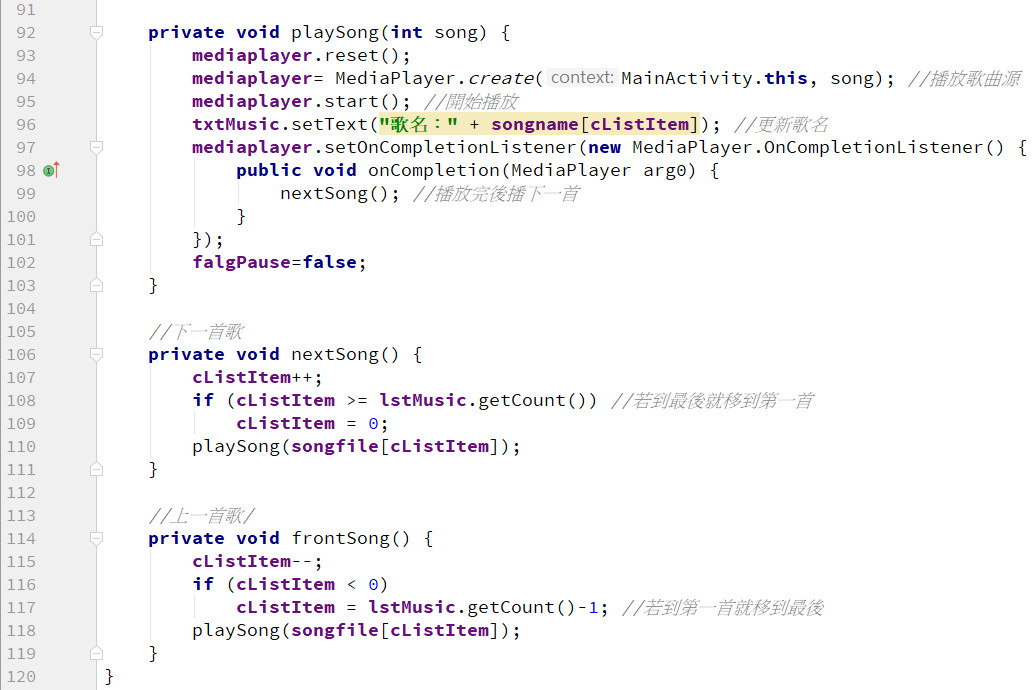 91
92 private void playSong(int song) {
93 mediaplayer.reset();
94 mediaplayer= MediaPlayer.create( context: MainActivity.this, song); //播放歌曲源
95 mediaplayer.start(); //開始播放
96 txtMusic.setText("歌名：" + songname[cListItem]); //更新歌名
97 mediaplayer.setOnCompletionListener(new MediaPlayer.OnCompletionListener() {
98 public void onCompletion(MediaPlayer arg0) {
99 nextSong(); //播放完後播下一首
100 }
101 });
102 falgPause=false;
103 }
104
105 //下一首歌
106 private void nextSong() {
107 cListItem++;
108 if (cListItem >= lstMusic.getCount()) //若到最後就移到第一首
109 cListItem = 0;
110 playSong(songfile[cListItem]);
111 }
112
113 //上一首歌/
114 private void frontSong() {
115 cListItem--;
116 if (cListItem < 0)
117 cListItem = lstMusic.getCount()-1; //若到第一首就移到最後
118 playSong(songfile[cListItem]);
119 }
120 }